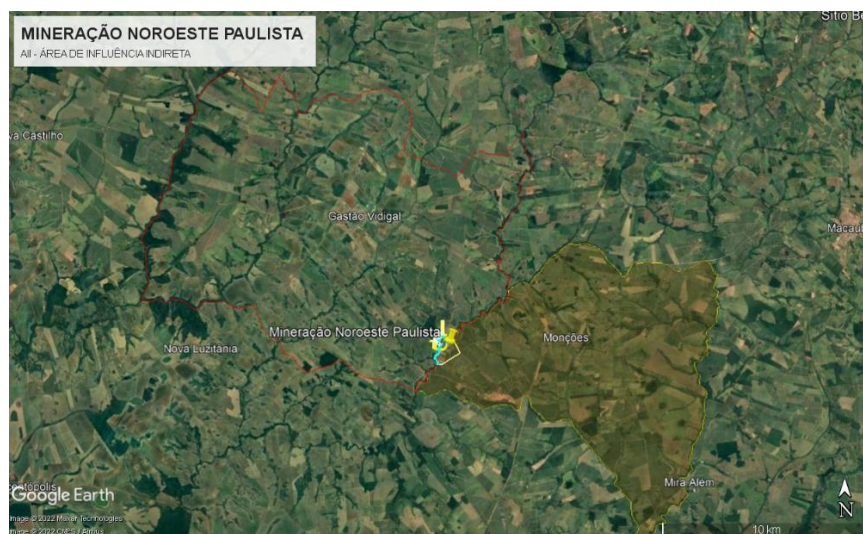 MINERAÇÃO NOROESTE PAULISTA
AII - ÁREA DE INFLUÊNCIA INDIRETA
Sítio Bo
va Castilho
Gastão Vidigal
Macaub
Mineração Noroeste Paulista
Monções
Nova Luzitânia
Mira Além
Google Earth
Image © 2022 Maxar Technologies
Image © 2022 CNES / Airbus
10 km
N